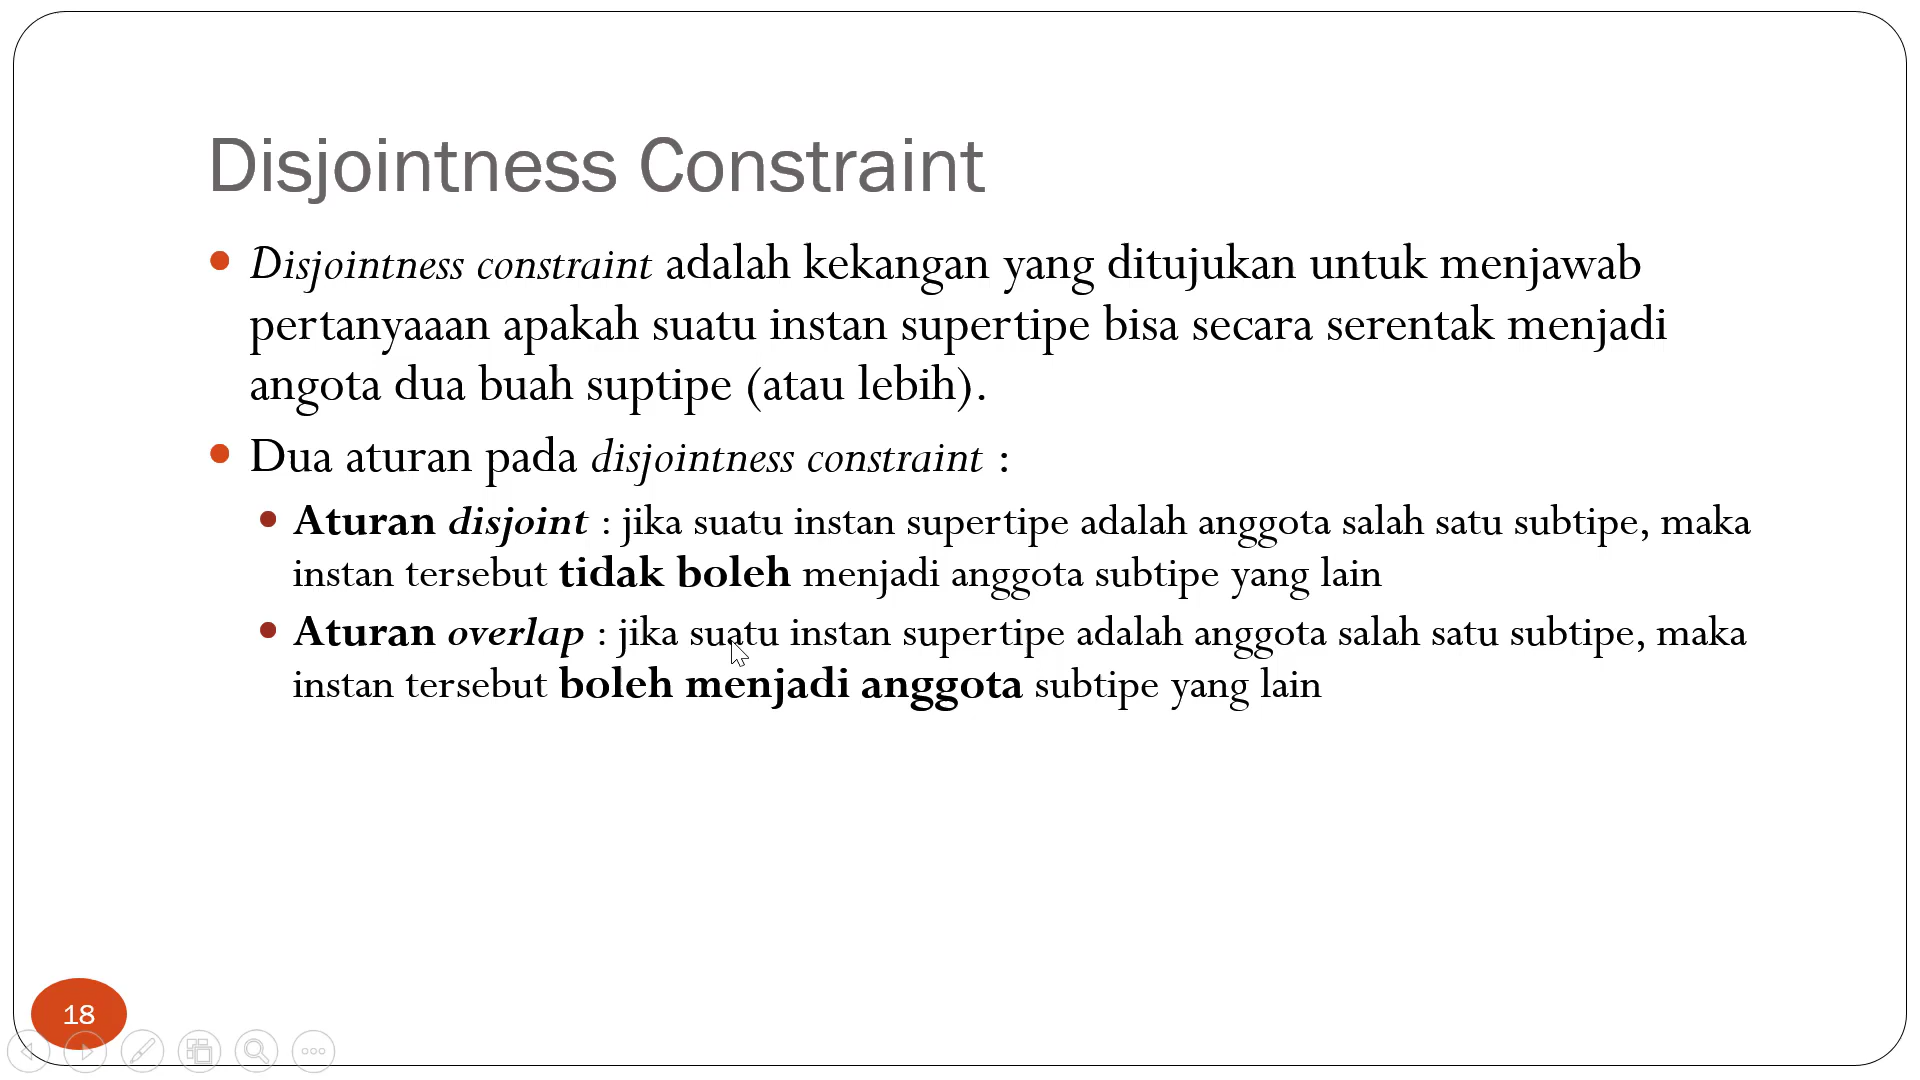 Disjointness Constraint
Disjointness constraint adalah kekangan yang ditujukan untuk menjawab
pertanyaaan apakah suatu instan supertipe bisa secara serentak menjadi
angota dua buah suptipe (atau lebih).
Dua aturan pada disjointness constraint :
Aturan disjoint : jika suatu instan supertipe adalah anggota salah satu subtipe, maka
instan tersebut tidak boleh menjadi anggota subtipe yang lain
Aturan overlap : jika suatu instan supertipe adalah anggota salah satu subtipe, maka
instan tersebut boleh menjadi anggota subtipe yang lain
18